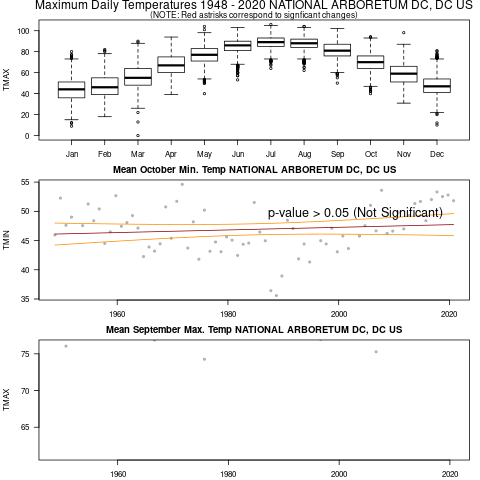 Maximum Daily Temperatures 1948 - 2020 NATIONAL ARBORETUM DC, DC US
(NOTE: Red astrisks correspond to signficant changes)
TMAX
100
80
60
40
20
0
Jan Feb Mar Apr May Jun Jul Aug Sep Oct Nov Dec
Mean October Min. Temp NATIONAL ARBORETUM DC, DC US
p-value > 0.05 (Not Significant)
TMIN
55
50
45
40
35
1960 1980 2000 2020
Mean September Max. Temp NATIONAL ARBORETUM DC, DC US
TMAX
75
70
65
1960 1980 2000 2020